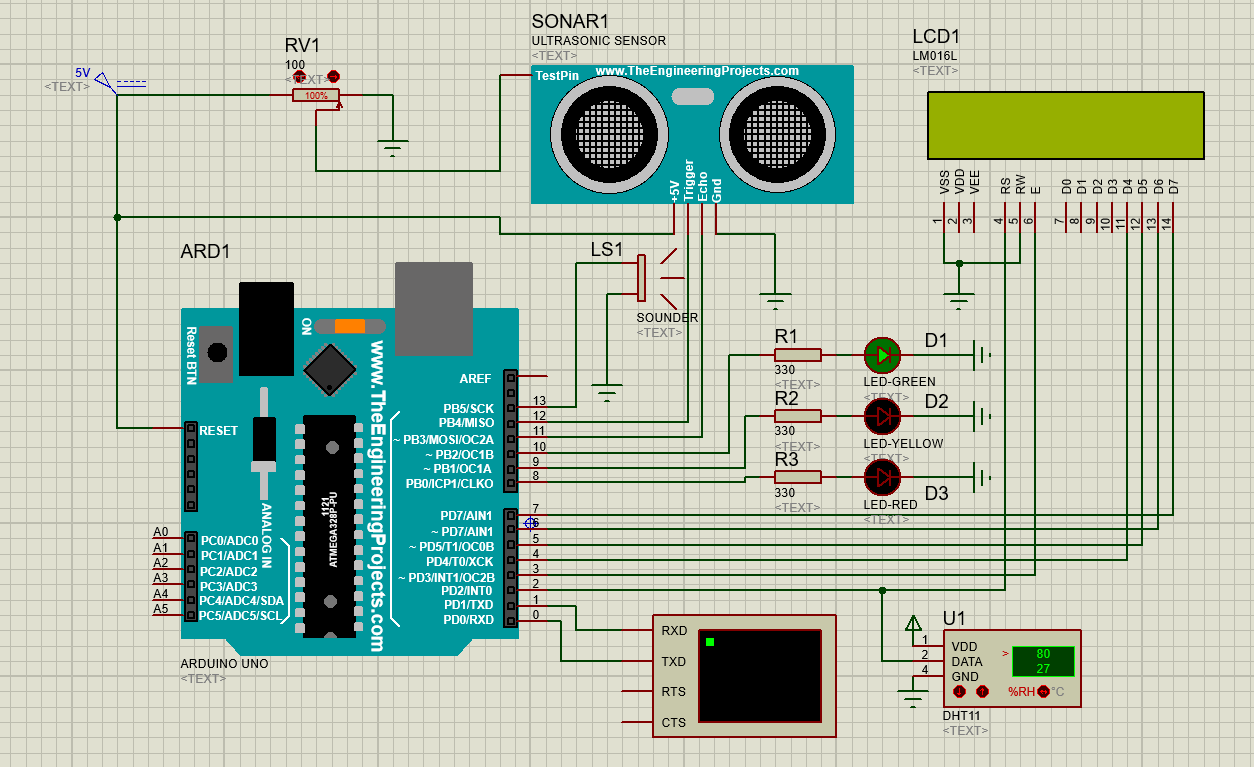 SONAR1
ULTRASONIC SENSOR
<TEXT>
LCD1
LM016L
<TEXT>
RV1
100
<TEXT>
5V
<TEXT>
100%
TestPin
www.TheEngineeringProjects.com
+5V
Trigger
Echo
Gnd
VSS
VDD
VEE
RS
RW
E
D0
D1
D2
D3
D4
D5
D6
D7
1
2
3
4
5
6
7
8
9
10
11
12
13
14
ARD1
LS1
SOUNDER
<TEXT>
Reset BTN
ON
www.TheEngineeringProjects.com
RESET
AREF
PB5/SCK
13
PB4/MISO
12
~ PB3/MOSI/OC2A
11
~ PB2/OC1B
10
~ PB1/OC1A
9
PB0/ICP1/CLKO
8
R1
330
<TEXT>
D1
LED-GREEN
<TEXT>
R2
330
<TEXT>
D2
LED-YELLOW
<TEXT>
R3
330
<TEXT>
D3
LED-RED
<TEXT>
1121
ATMEGA328P-PU
ANALOG IN
PD7/AIN1
7
~ PD7/AIN1
6
~ PD5/T1/OC0B
5
PD4/T0/XCK
4
~ PD3/INT1/OC2B
3
PD2/INT0
2
PD1/TXD
1
PD0/RXD
0
A0
PC0/ADC0
A1
PC1/ADC1
A2
PC2/ADC2
A3
PC3/ADC3
A4
PC4/ADC4/SDA
A5
PC5/ADC5/SCL
ARDUINO UNO
<TEXT>
RXD
TXD
RTS
CTS
U1
1
VDD
2
DATA
4
GND
>
80
27
%RH
°C
DHT11
<TEXT>